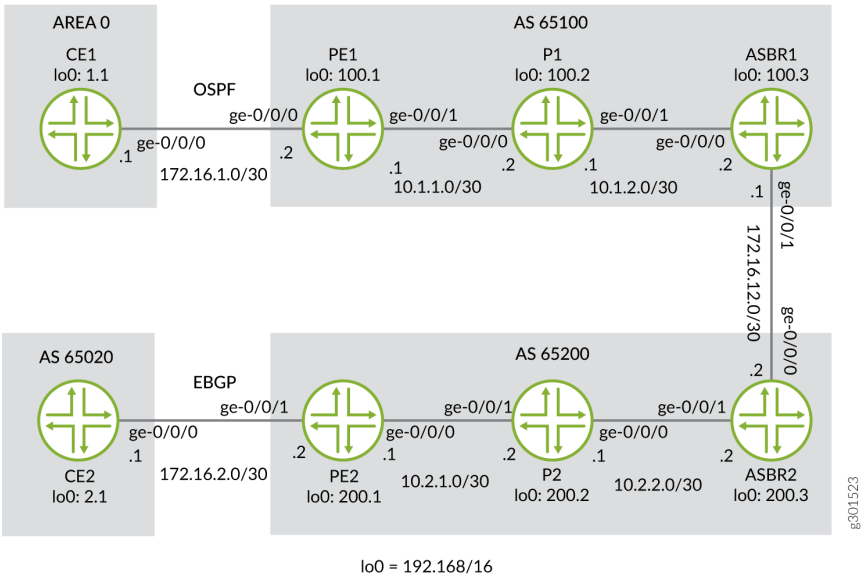 AREA 0
AS 65100
CE1
lo0: 1.1
PE1
lo0: 100.1
P1
lo0: 100.2
ASBR1
lo0: 100.3
OSPF
ge-0/0/0
ge-0/0/0
.1
.2
172.16.1.0/30
ge-0/0/1
ge-0/0/0
.1
.2
10.1.1.0/30
ge-0/0/1
ge-0/0/0
.1
.2
10.1.2.0/30
.1
ge-0/0/1
172.16.12.0/30
ge-0/0/0
.2
AS 65020
AS 65200
EBGP
ge-0/0/1
ge-0/0/0
.1
.2
172.16.2.0/30
ge-0/0/1
ge-0/0/0
.1
.2
10.2.1.0/30
ge-0/0/1
ge-0/0/0
.1
.2
10.2.2.0/30
CE2
lo0: 2.1
PE2
lo0: 200.1
P2
lo0: 200.2
ASBR2
lo0: 200.3
g301523
lo0 = 192.168/16